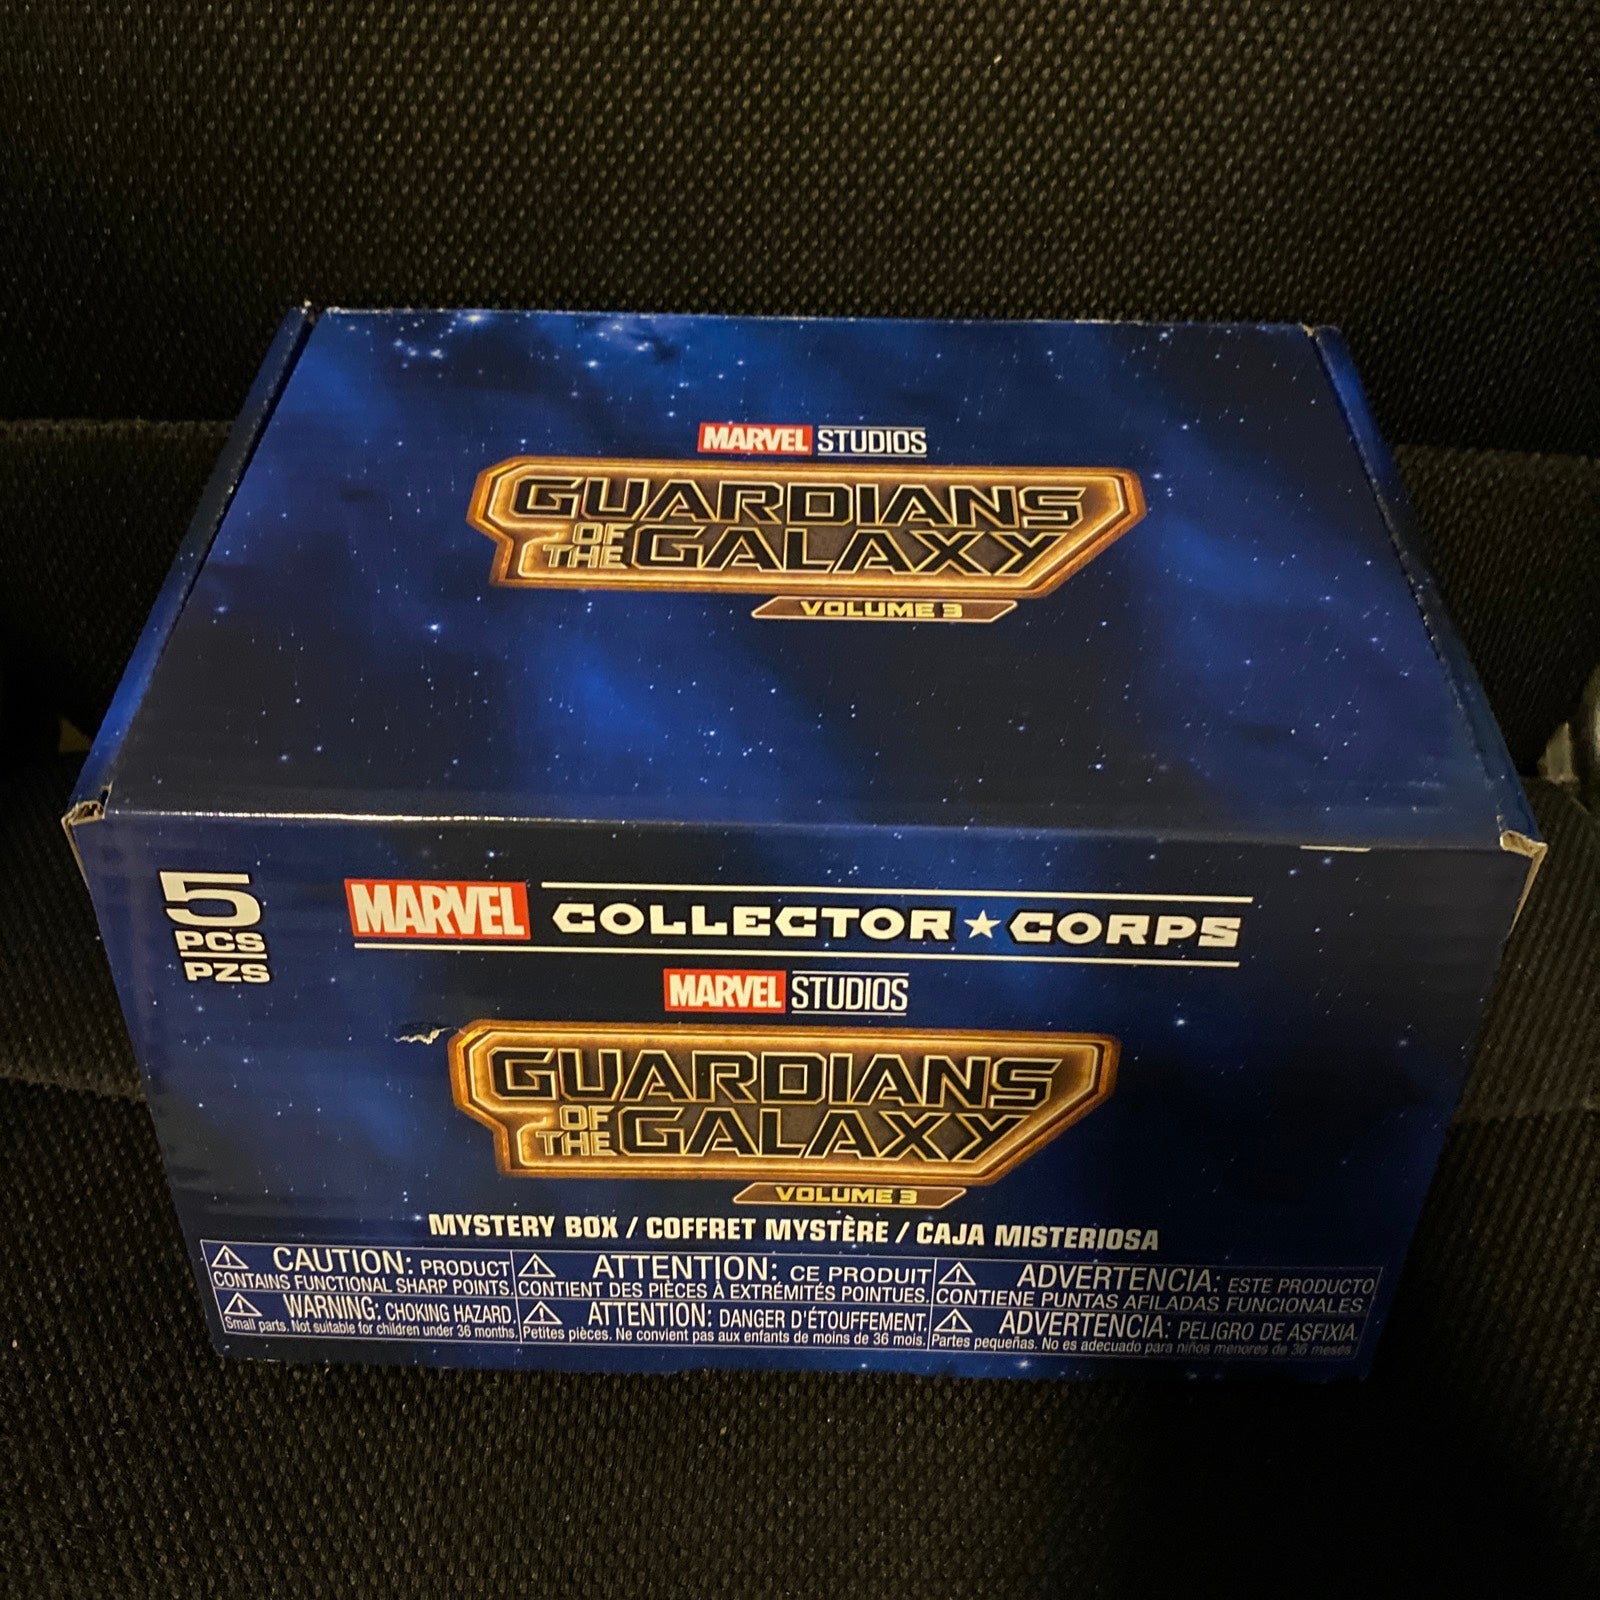 MARVEL STUDIOS
GUARDIANS
OF
THE GALAXY
VOLUME 3
5
PCS
PZS
MARVEL COLLECTOR★CORPS
MARVEL STUDIOS
GUARDIANS
OF
THE GALAXY
VOLUME 3
MYSTERY BOX / COFFRET MYSTÈRE / CAJA MISTERIOSA
CAUTION: PRODUCT
CONTAINS FUNCTIONAL SHARP POINTS.
WARNING: CHOKING HAZARD.
Small parts. Not suitable for children under 36 months.
ATTENTION: CE PRODUIT
CONTIENT DES PIÈCES À EXTRÉMITÉS POINTUES.
ATTENTION: DANGER D'ÉTOUFFEMENT.
Petites pièces. Ne convient pas aux enfants de moins de 36 mois.
ADVERTENCIA: ESTE PRODUCTO
CONTIENE PUNTAS AFILADAS FUNCIONALES.
ADVERTENCIA: PELIGRO DE ASFIXIA.
Partes pequeñas. No es adecuado para niños menores de 36 meses.